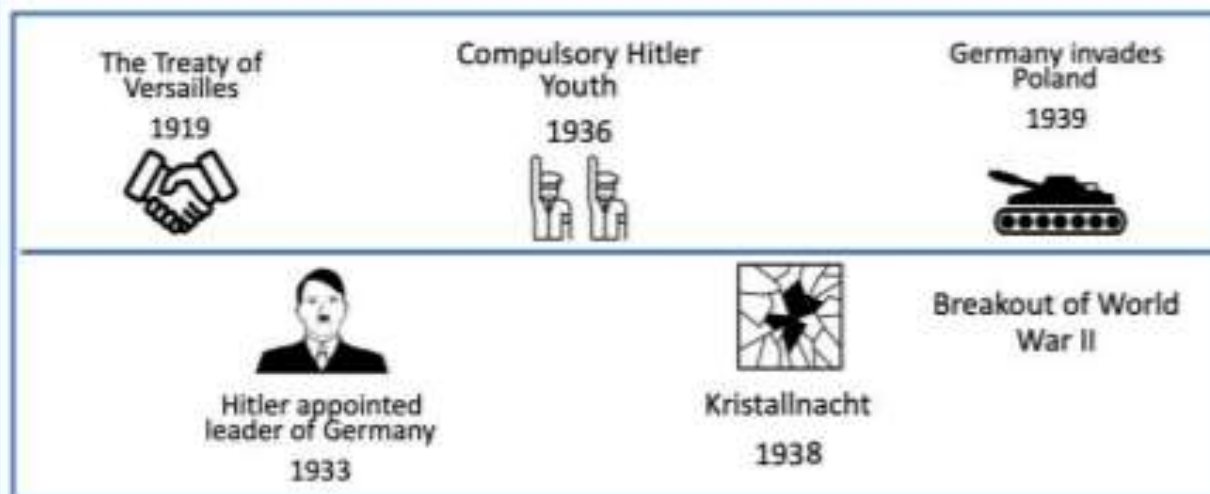 The Treaty of
Versailles
1919
Compulsory Hitler
Youth
1936
Germany invades
Poland
1939
Hitler appointed
leader of Germany
1933
Kristallnacht
1938
Breakout of World
War II